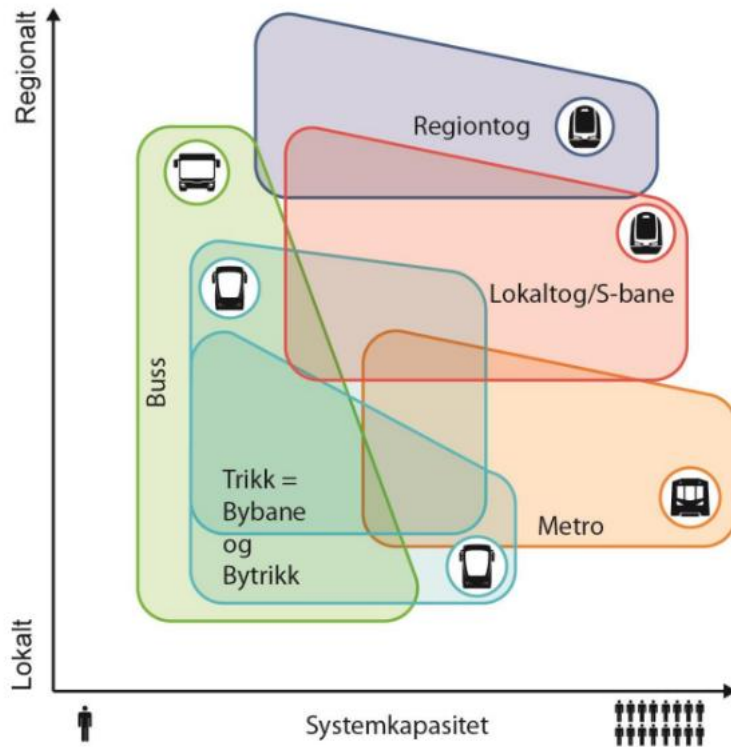 Regionalt
Regiontog
Lokaltog/S-bane
Buss
Trikk =
Bybane
og
Bytrikk
Metro
Lokalt
Systemkapasitet